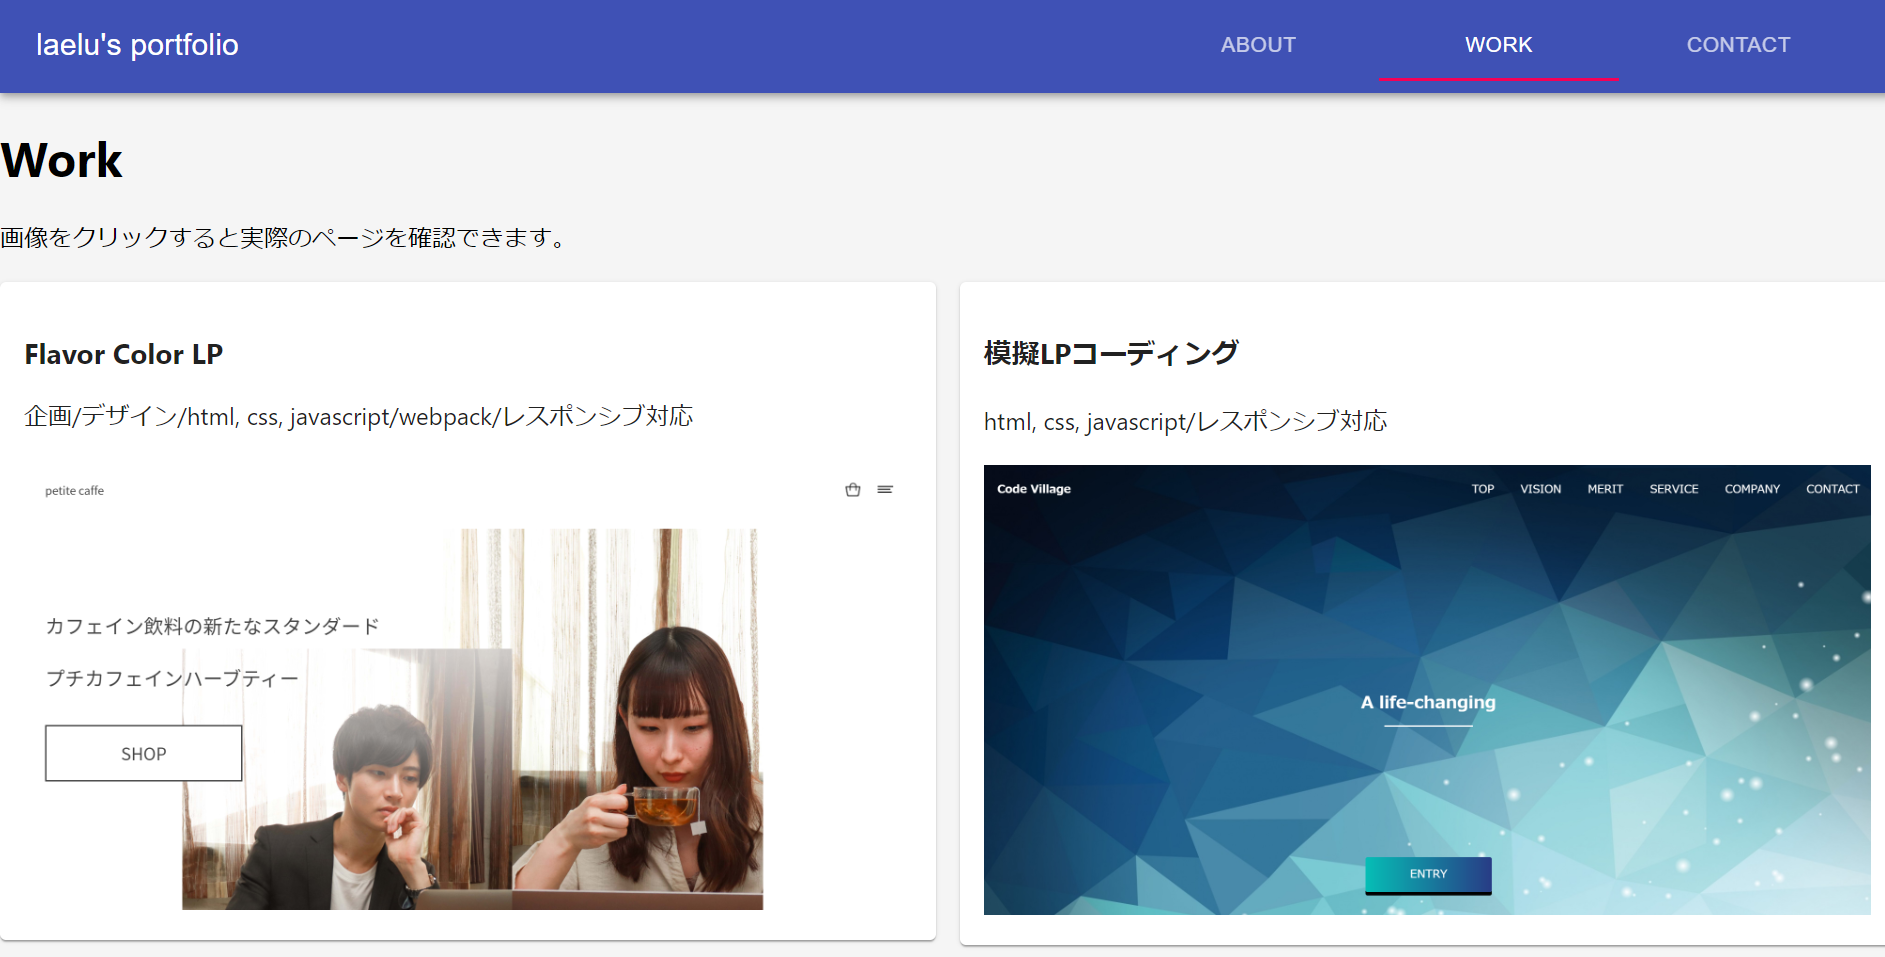 laelu's portfolio
ABOUT
WORK
CONTACT
Work
画像をクリックすると実際のページを確認できます。
Flavor Color LP
企画/デザイン/html, css, javascript/webpack/レスポンシブ対応
petite caffe
カフェイン飲料の新たなスタンダード
プチカフェインハーブティー
SHOP
模擬LPコーディング
html, css, javascript/レスポンシブ対応
Code Village
TOP
VISION
MERIT
SERVICE
COMPANY
CONTACT
A life-changing
ENTRY